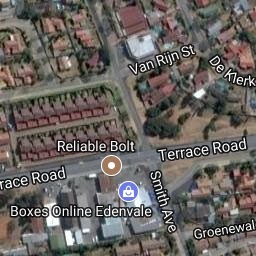 Van Rijn St
De Klerk
Reliable Bolt
Terrace Road
race Road
Smith Ave
Boxes Online Edenvale
Groenewal